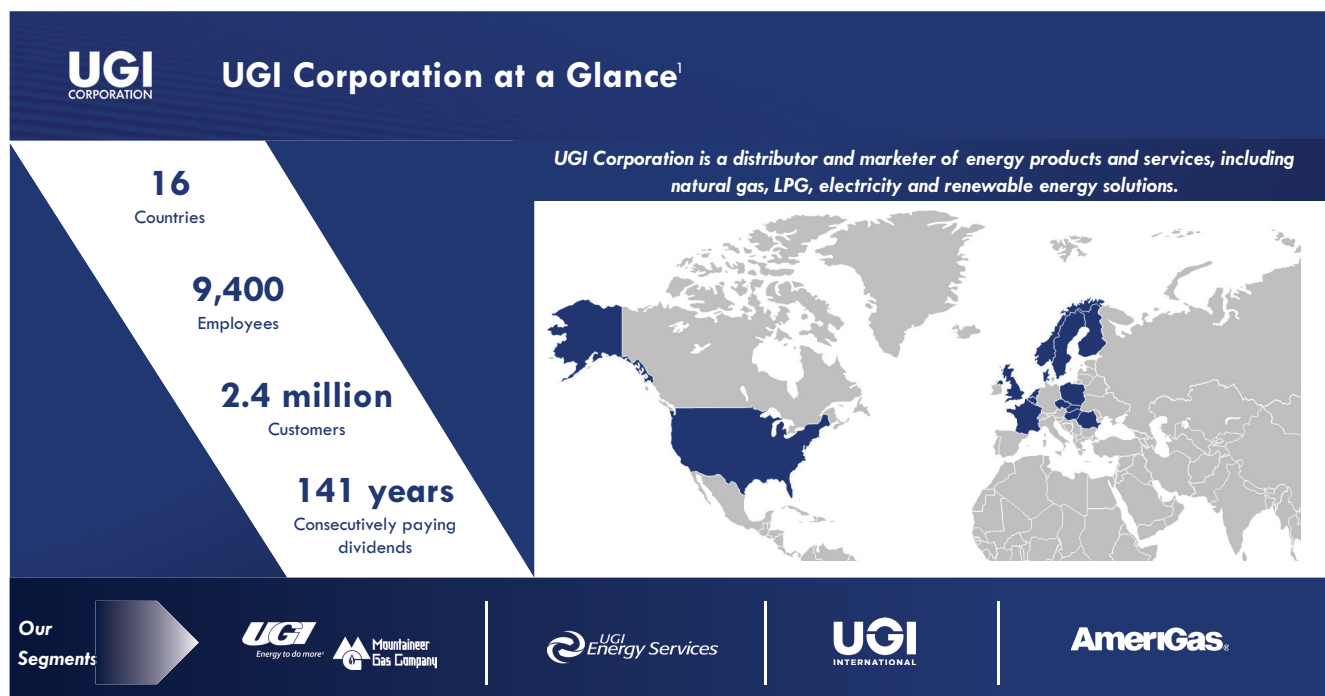 UGI
CORPORATION
UGI Corporation at a Glance1
16
Countries
9,400
Employees
2.4 million
Customers
141 years
Consecutively paying
dividends
UGI Corporation is a distributor and marketer of energy products and services, including
natural gas, LPG, electricity and renewable energy solutions.
Our
Segments
UGI
Energy to do more®
Mountaineer
Gas Company
UGI
Energy Services
UGI
INTERNATIONAL
AmeriGas®